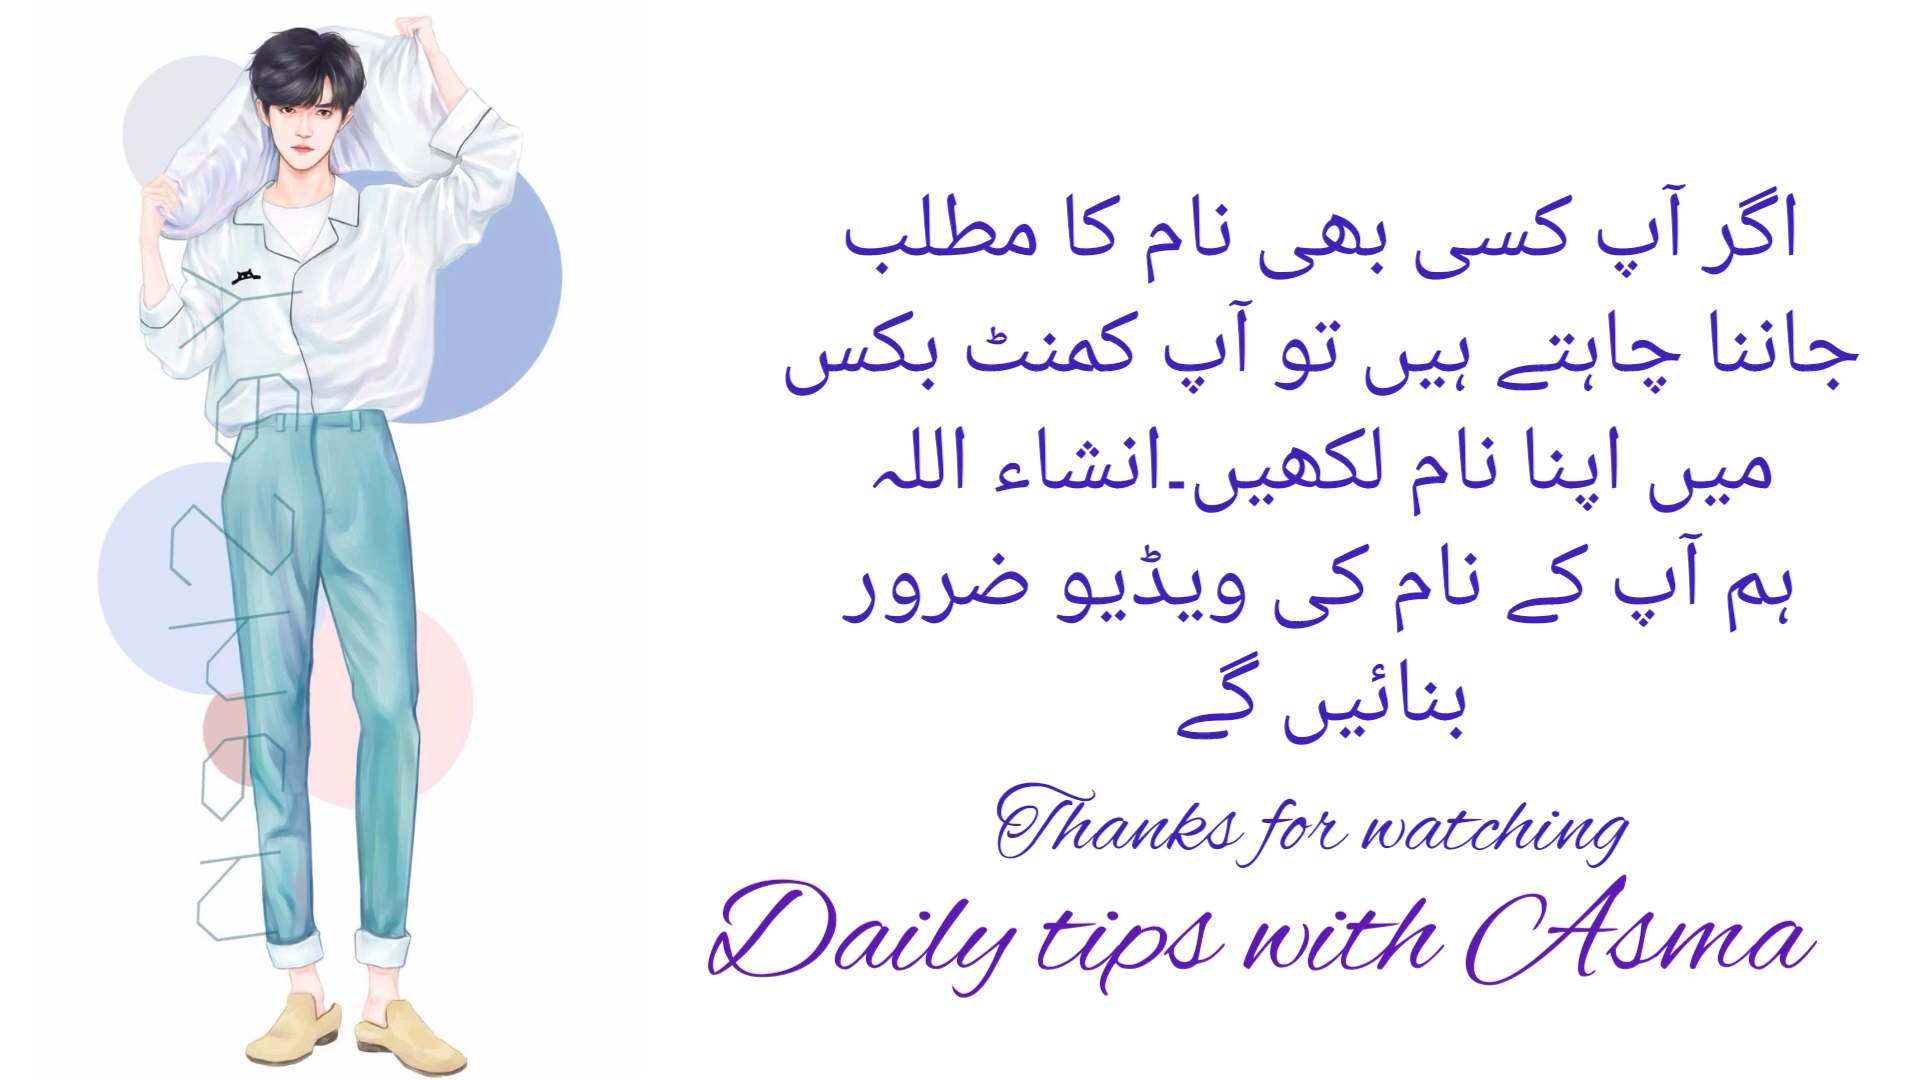 اگر آپ کسی بھی نام کا مطلب
جاننا چاہتے ہیں تو آپ کمنٹ بکس
میں اپنا نام لکھیں۔انشاء اللہ
ہم آپ کے نام کی ویڈیو ضرور
بنائیں گے
Thanks for watching
Daily tips with Asma